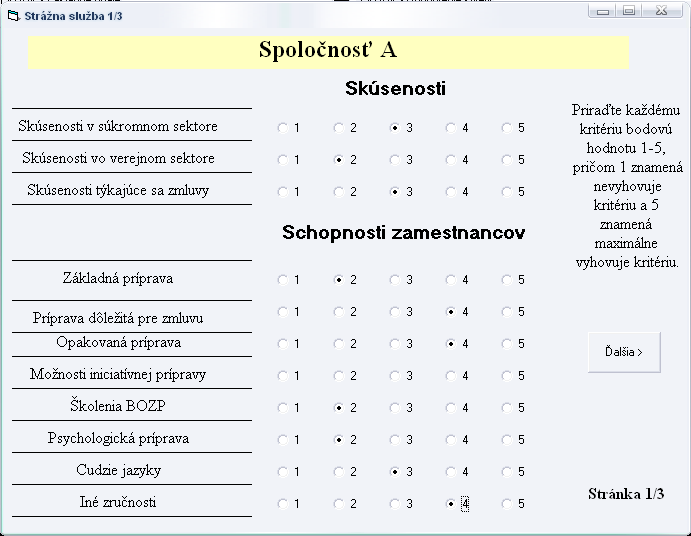 Strážna služba 1/3
Spoločnosť A
Skúsenosti
Skúsenosti v súkromnom sektore 1 2 3 4 5
Skúsenosti vo verejnom sektore 1 2 3 4 5
Skúsenosti týkajúce sa zmluvy 1 2 3 4 5
Schopnosti zamestnancov
Základná príprava 1 2 3 4 5
Príprava dôležitá pre zmluvu 1 2 3 4 5
Opakovaná príprava 1 2 3 4 5
Možnosti iniciatívnej prípravy 1 2 3 4 5
Školenia BOZP 1 2 3 4 5
Psychologická príprava 1 2 3 4 5
Cudzie jazyky 1 2 3 4 5
Iné zručnosti 1 2 3 4 5
Priraďte každému
kritériu bodovú
hodnotu 1-5,
pričom 1 znamená
nevyhovuje
kritériu a 5
znamená
maximálne
vyhovuje kritériu.
Ďalšia >
Stránka 1/3